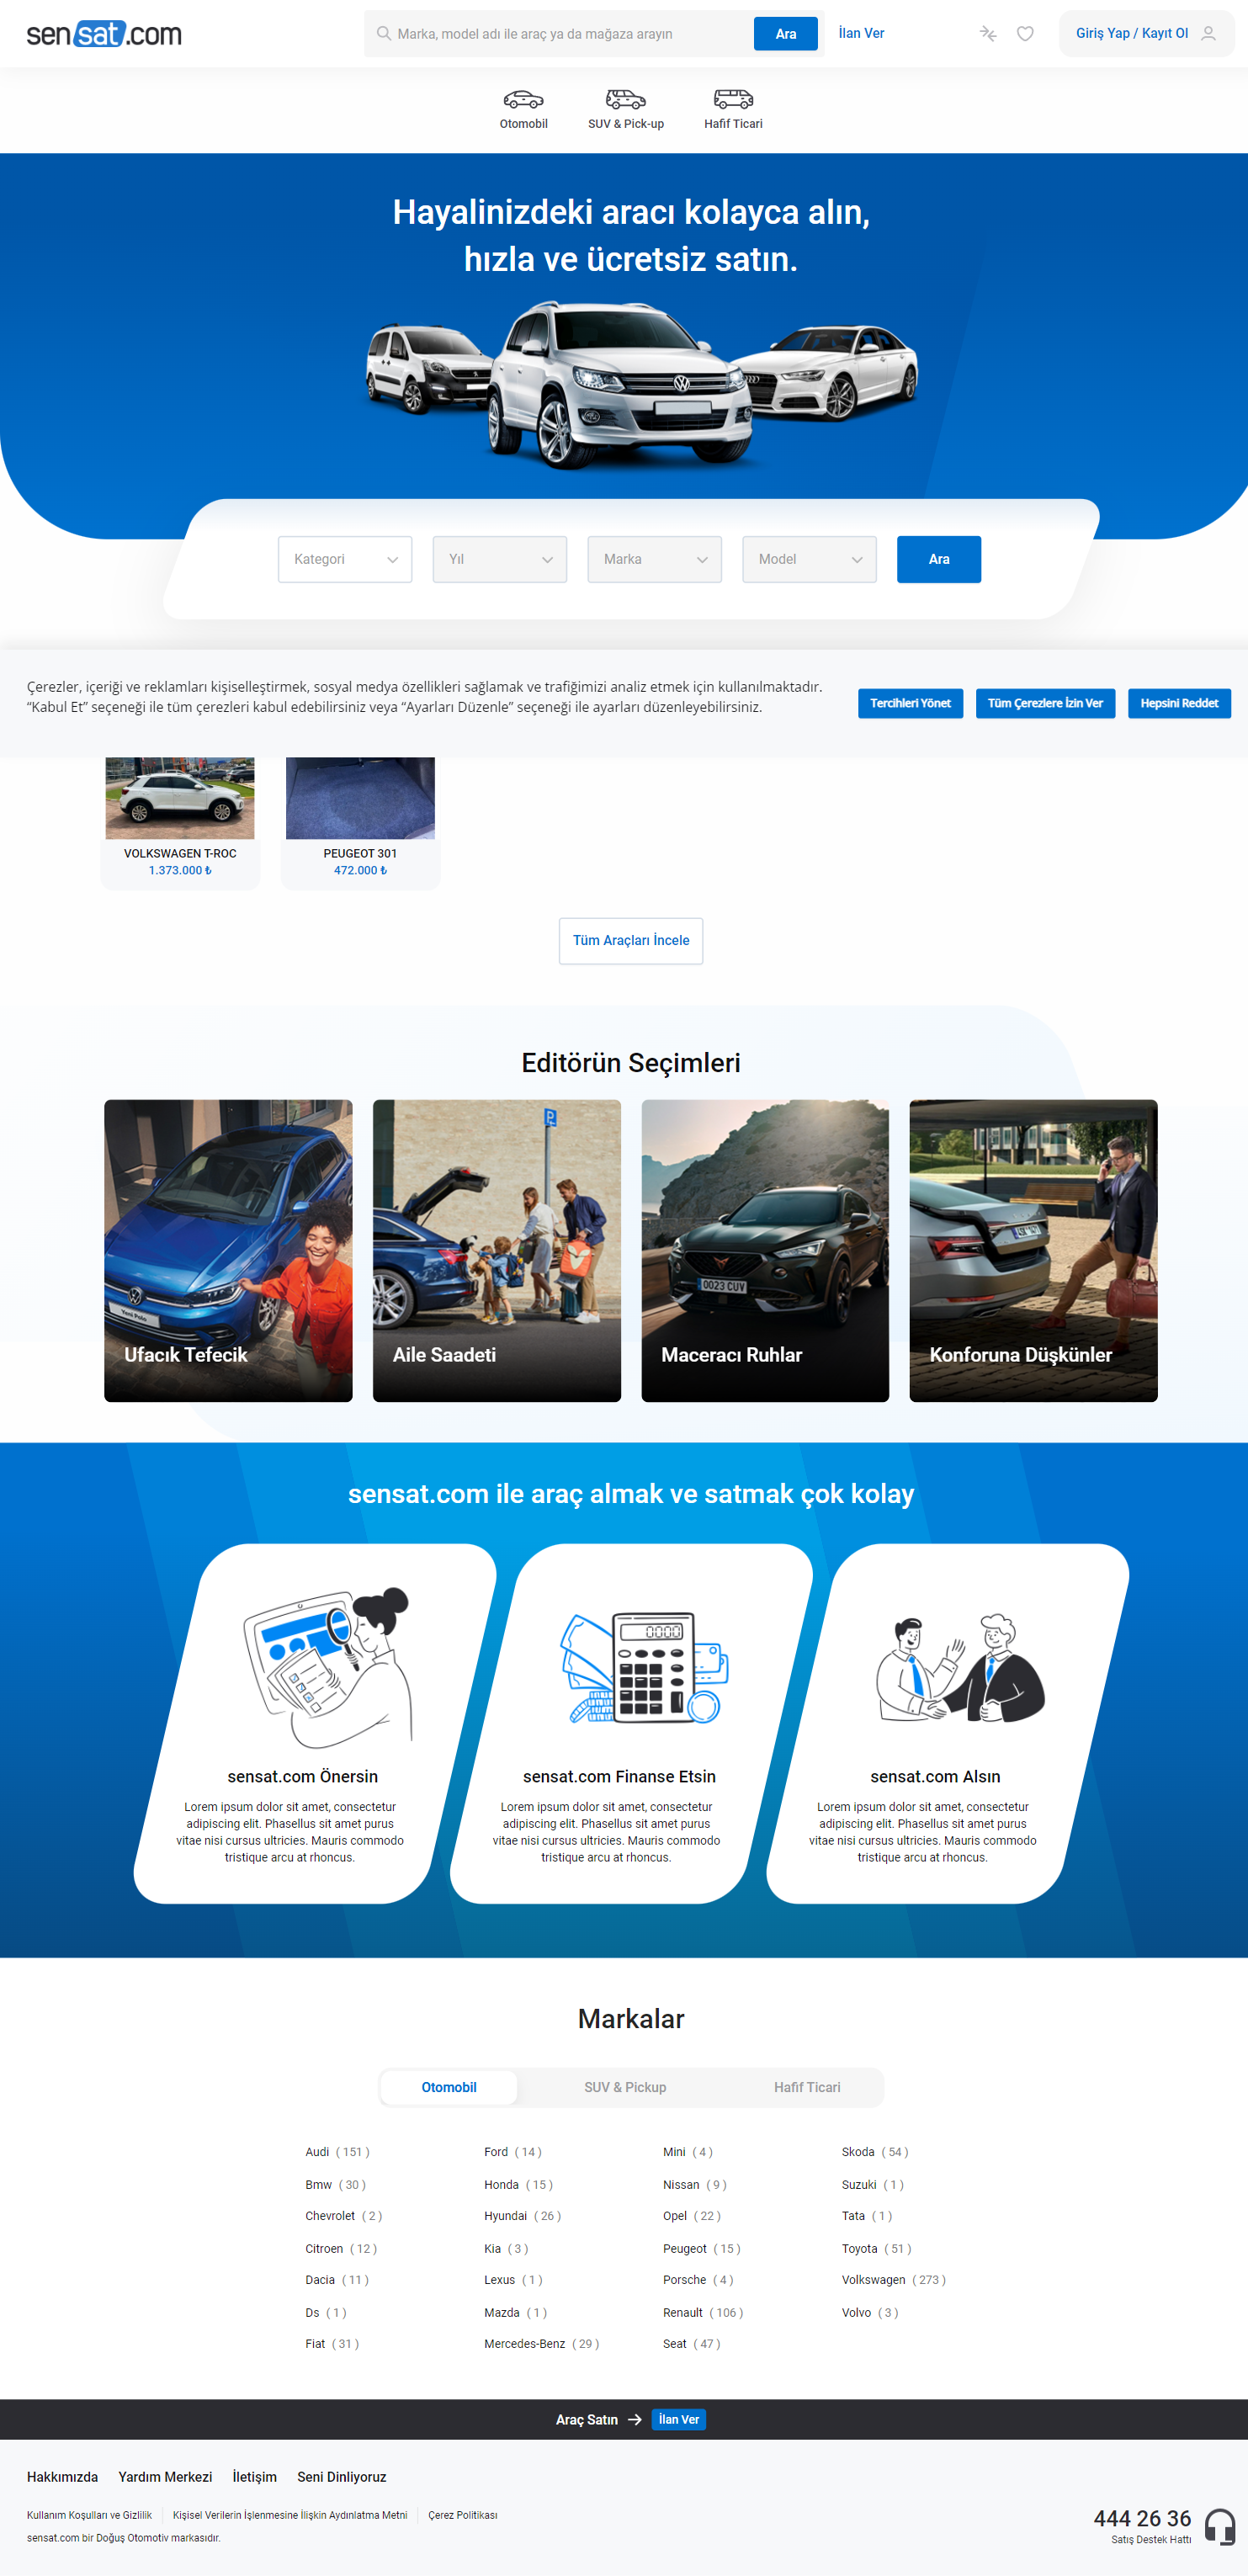 sensat.com
Marka, model adı ile araç ya da mağaza arayın
Ara
İlan Ver
Giriş Yap / Kayıt Ol
Otomobil
SUV & Pick-up
Hafif Ticari
Hayalinizdeki aracı kolayca alın,
hızla ve ücretsiz satın.
Kategori
Yıl
Marka
Model
Ara
Çerezler, içeriği ve reklamları kişiselleştirmek, sosyal medya özellikleri sağlamak ve trafiğimizi analiz etmek için kullanılmaktadır.
“Kabul Et” seçeneği ile tüm çerezleri kabul edebilirsiniz veya “Ayarları Düzenle” seçeneği ile ayarları düzenleyebilirsiniz.
Tercihleri Yönet
Tüm Çerezlere İzin Ver
Hepsini Reddet
VOLKSWAGEN T-ROC
1.373.000 ₺
PEUGEOT 301
472.000 ₺
Tüm Araçları İncele
Editörün Seçimleri
Yeni Polo
Ufacık Tefecik
P
Aile Saadeti
0023 CUV
Maceracı Ruhlar
Konforuna Düşkünler
sensat.com ile araç almak ve satmak çok kolay
0000
sensat.com Önersin
Lorem ipsum dolor sit amet, consectetur
adipiscing elit. Phasellus sit amet purus
vitae nisi cursus ultricies. Mauris commodo
tristique arcu at rhoncus.
sensat.com Finanse Etsin
Lorem ipsum dolor sit amet, consectetur
adipiscing elit. Phasellus sit amet purus
vitae nisi cursus ultricies. Mauris commodo
tristique arcu at rhoncus.
sensat.com Alsın
Lorem ipsum dolor sit amet, consectetur
adipiscing elit. Phasellus sit amet purus
vitae nisi cursus ultricies. Mauris commodo
tristique arcu at rhoncus.
Markalar
Otomobil
SUV & Pickup
Hafif Ticari
Audi ( 151 )
Bmw ( 30 )
Chevrolet ( 2 )
Citroen ( 12 )
Dacia ( 11 )
Ds ( 1 )
Fiat ( 31 )
Ford ( 14 )
Honda ( 15 )
Hyundai ( 26 )
Kia ( 3 )
Lexus ( 1 )
Mazda ( 1 )
Mercedes-Benz ( 29 )
Mini ( 4 )
Nissan ( 9 )
Opel ( 22 )
Peugeot ( 15 )
Porsche ( 4 )
Renault ( 106 )
Seat ( 47 )
Skoda ( 54 )
Suzuki ( 1 )
Tata ( 1 )
Toyota ( 51 )
Volkswagen ( 273 )
Volvo ( 3 )
Araç Satın → İlan Ver
Hakkımızda
Yardım Merkezi
İletişim
Seni Dinliyoruz
Kullanım Koşulları ve Gizlilik
Kişisel Verilerin İşlenmesine İlişkin Aydınlatma Metni
Çerez Politikası
sensat.com bir Doğuş Otomotiv markasıdır.
444 26 36
Satış Destek Hattı